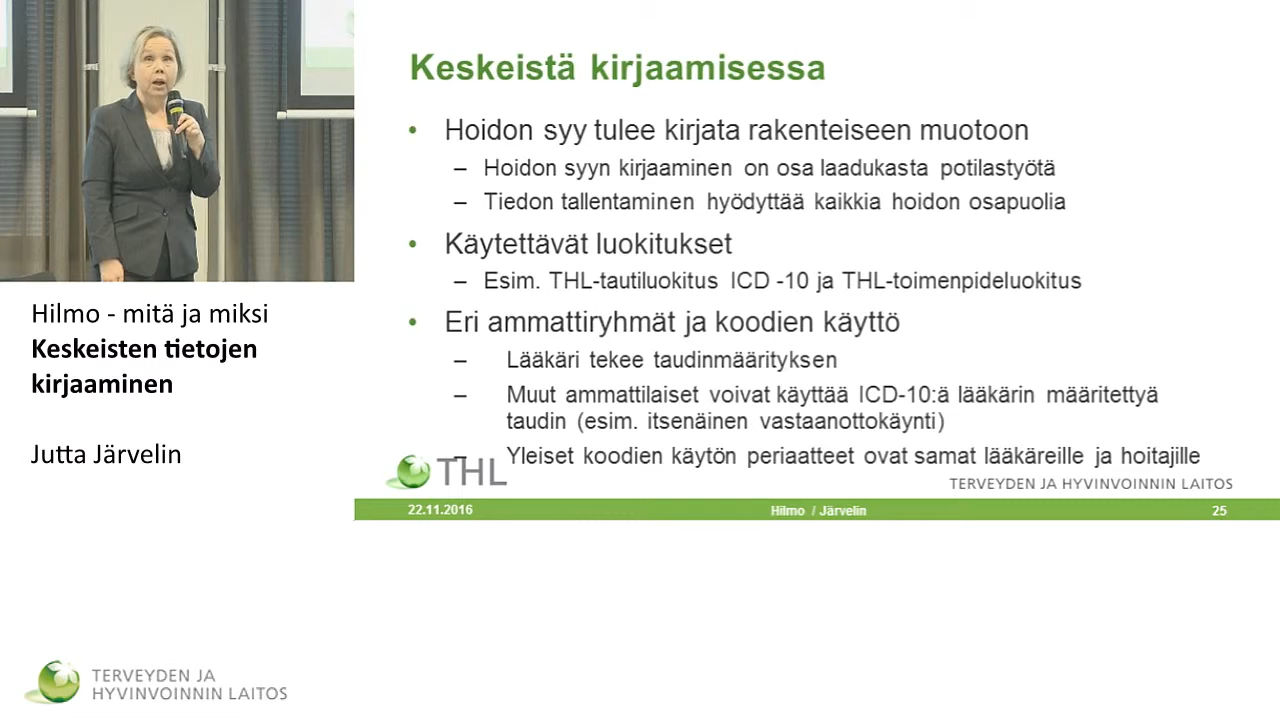 Keskeistä kirjaamisessa
• Hoidon syy tulee kirjata rakenteiseen muotoon
– Hoidon syyn kirjaaminen on osa laadukasta potilastyötä
– Tiedon tallentaminen hyödyttää kaikkia hoidon osapuolia
• Käytettävät luokitukset
– Esim. THL-tautiluokitus ICD -10 ja THL-toimenpideluokitus
• Eri ammattiryhmät ja koodien käyttö
– Lääkäri tekee taudinmäärityksen
– Muut ammattilaiset voivat käyttää ICD-10:ä lääkärin määritettyä
taudin (esim. itsenäinen vastaanottokäynti)
– Yleiset koodien käytön periaatteet ovat samat lääkäreille ja hoitajille
THL
TERVEYDEN JA HYVINVOINNIN LAITOS
22.11.2016 Hilmo / Järvelin 25
Hilmo - mitä ja miksi
Keskeisten tietojen
kirjaaminen
Jutta Järvelin
TERVEYDEN JA
HYVINVOINNIN LAITOS